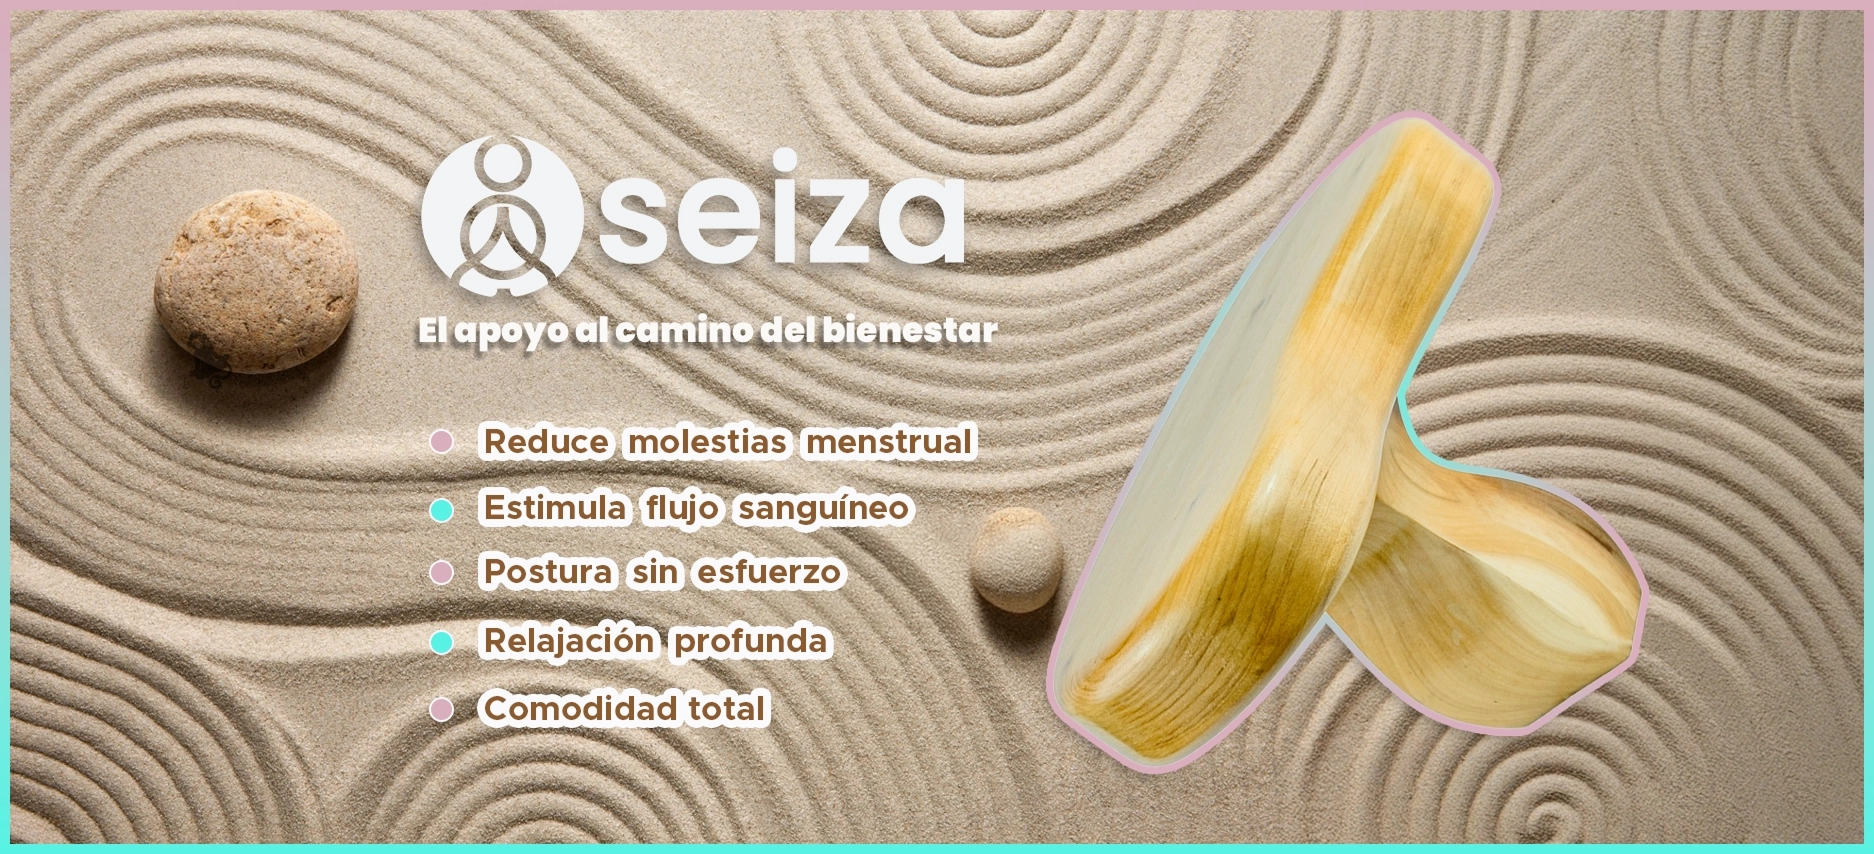 seiza
El apoyo al camino del bienestar
Reduce molestias menstrual
Estimula flujo sanguíneo
Postura sin esfuerzo
Relajación profunda
Comodidad total